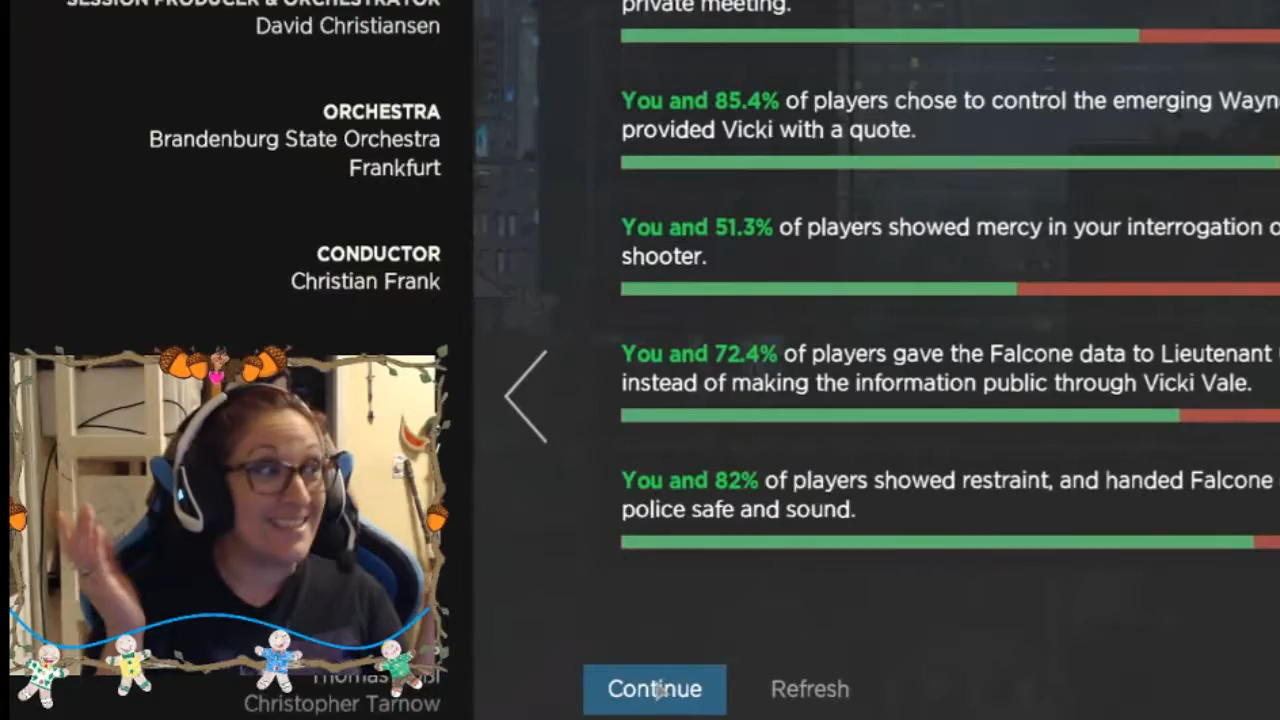 SESSION PRODUCER & ORCHESTRATOR
David Christiansen
ORCHESTRA
Brandenburg State Orchestra
Frankfurt
CONDUCTOR
Christian Frank
Thomas
Christopher Tarnow
private meeting.
You and 85.4% of players chose to control the emerging
provided Vicki with a quote.
You and 51.3% of players showed mercy in your interrogation
shooter.
You and 72.4% of players gave the Falcone data to Lieutenant
instead of making the information public through Vicki Vale.
You and 82% of players showed restraint, and handed Falcone
police safe and sound.
Continue
Refresh